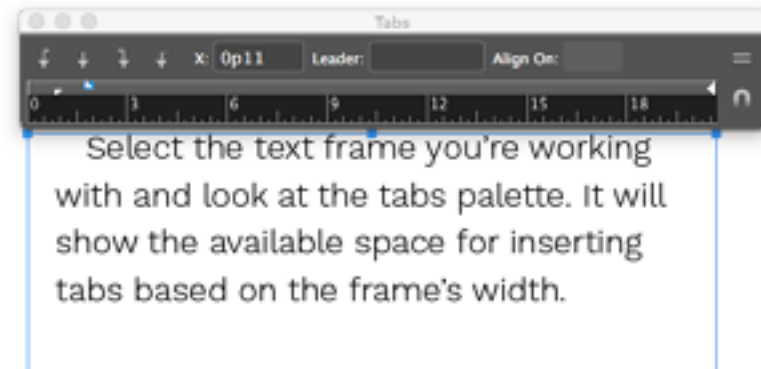 Tabs
X: 0p11 Leader: Align On:
0 3 6 9 12 15 18
Select the text frame you're working
with and look at the tabs palette. It will
show the available space for inserting
tabs based on the frame's width.